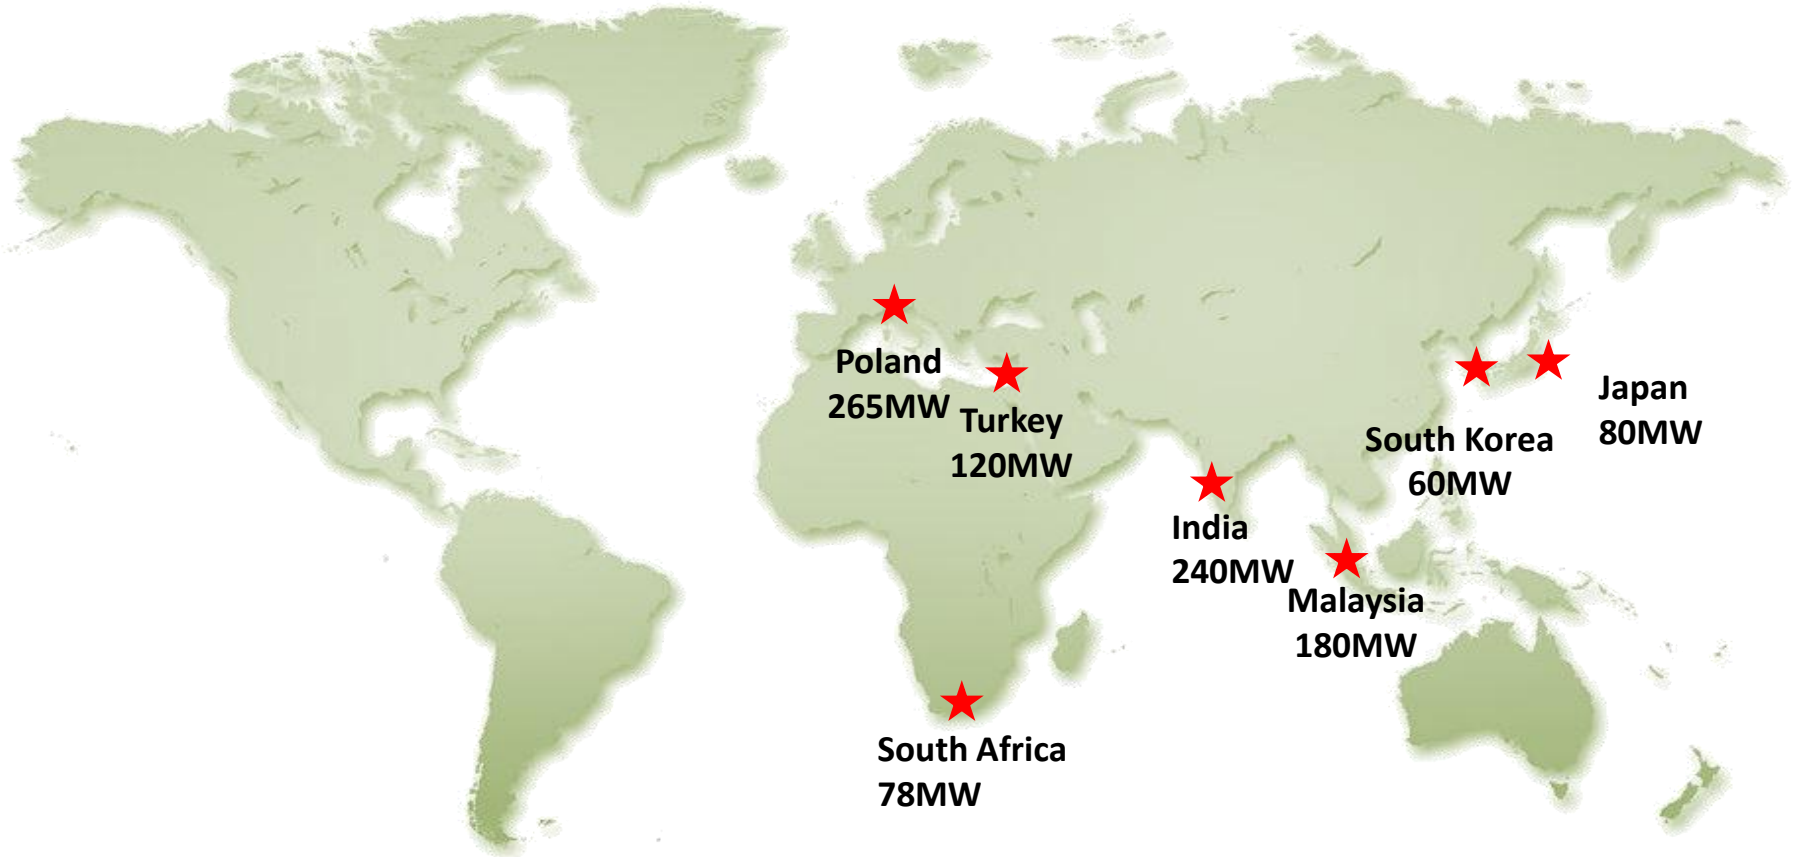 Poland
265MW
Turkey
120MW
Japan
80MW
South Korea
60MW
India
240MW
Malaysia
180MW
South Africa
78MW